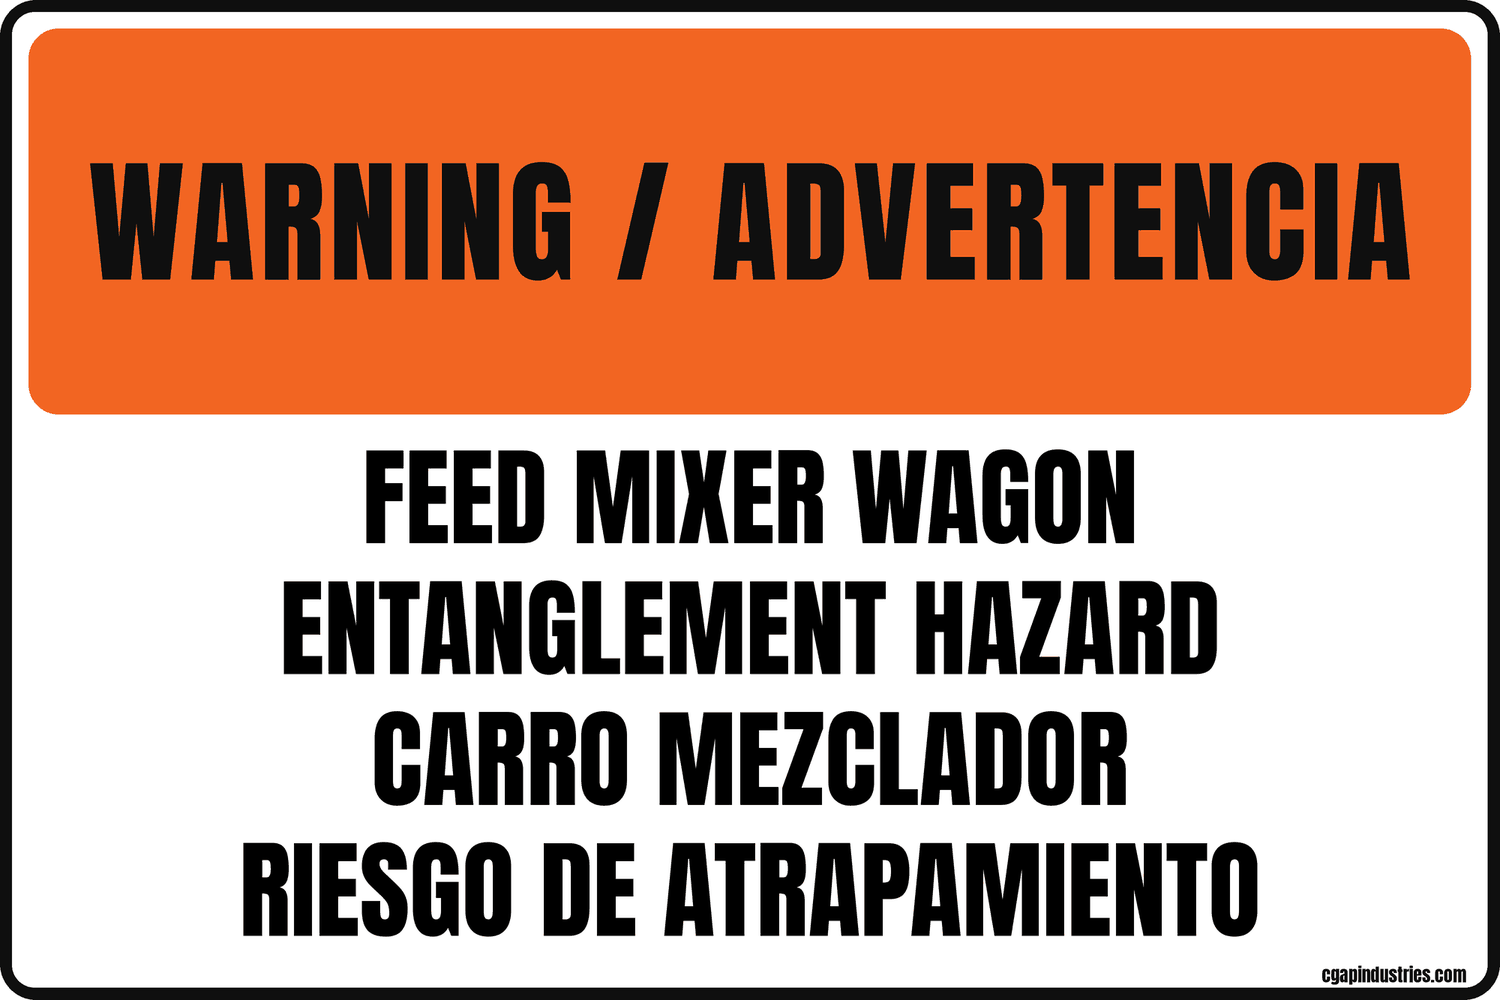 WARNING / ADVERTENCIA
FEED MIXER WAGON
ENTANGLEMENT HAZARD
CARRO MEZCLADOR
RIESGO DE ATRAPAMIENTO
cgapindustries.com